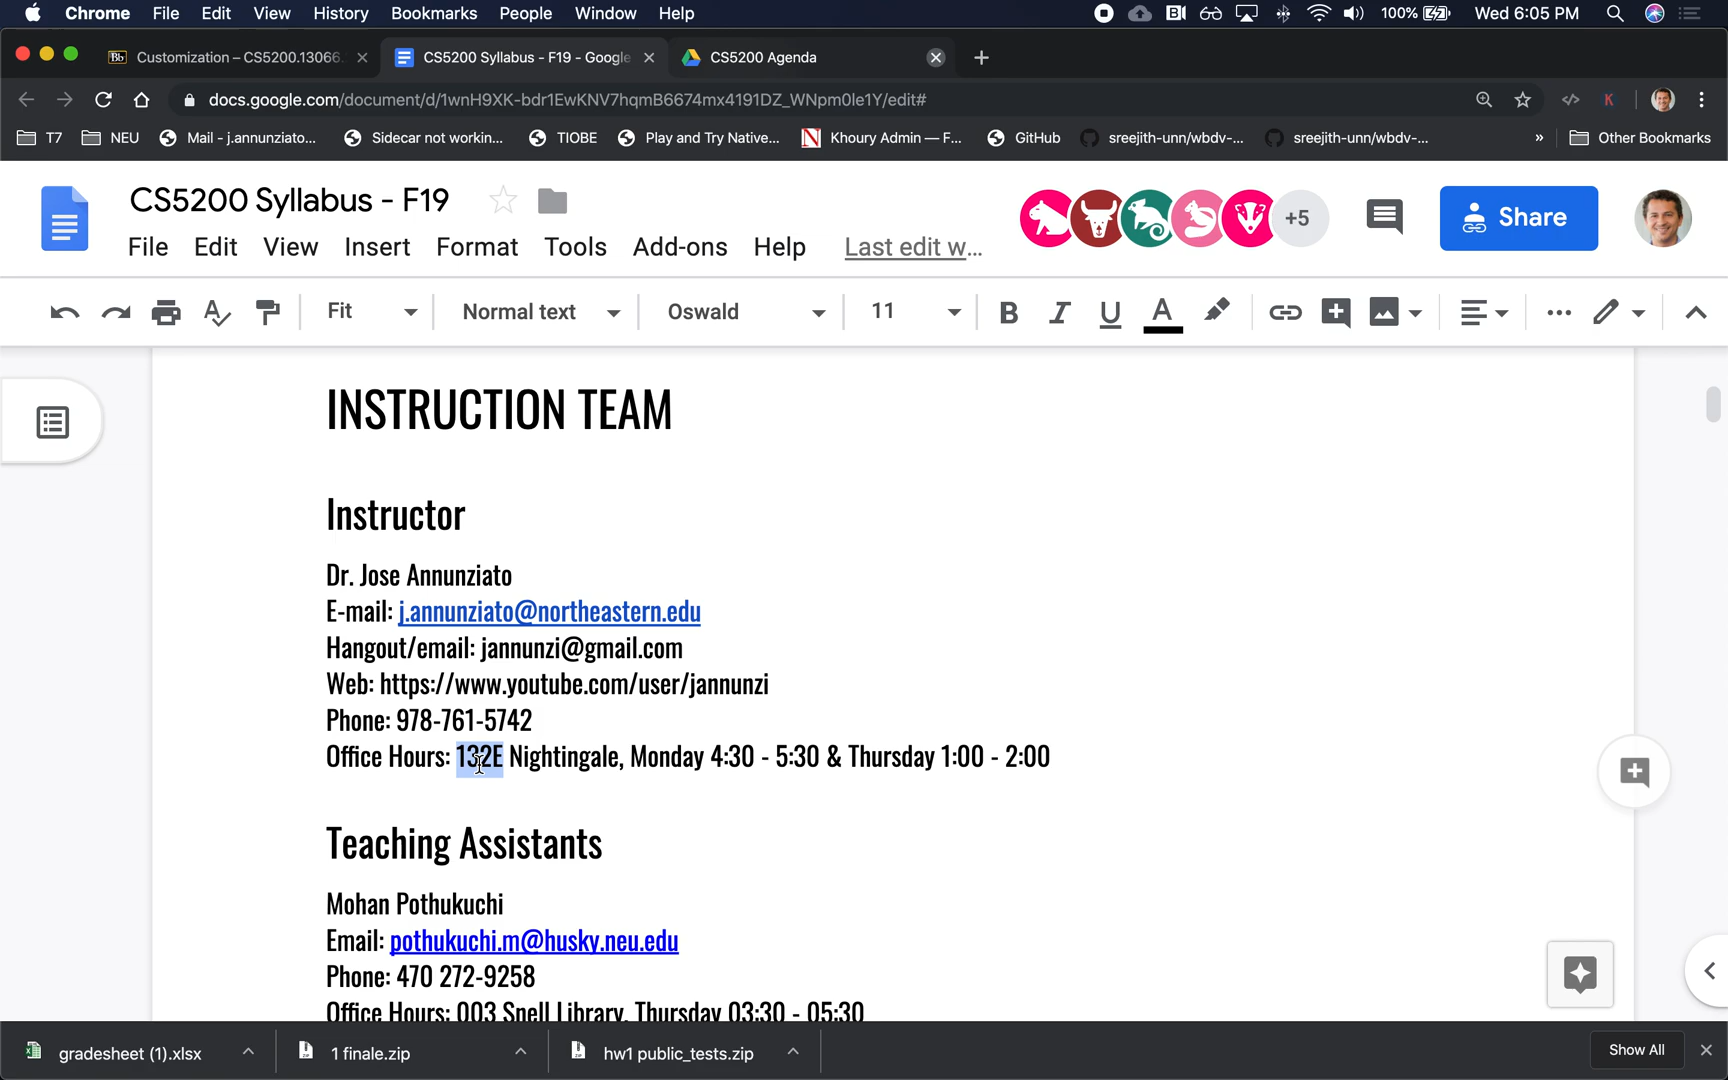 Chrome File Edit View History Bookmarks People Window Help 100% Wed 6:05 PM
Bb Customization – CS5200.13066. CS5200 Syllabus - F19 - Google CS5200 Agenda
docs.google.com/document/d/1wnH9XK-bdr1EwKNV7hqmB6674mx4191DZ_WNpm0le1Y/edit#
T7 NEU Mail - j.annunziato... Sidecar not workin... TIOBE Play and Try Native... Khoury Admin — F... GitHub sreejith-unn/wbdv-... sreejith-unn/wbdv-... » Other Bookmarks
CS5200 Syllabus - F19
+5 Share
File Edit View Insert Format Tools Add-ons Help Last edit w...
Fit Normal text Oswald 11 B I U A
INSTRUCTION TEAM
Instructor
Dr. Jose Annunziato
E-mail: j.annunziato@northeastern.edu
Hangout/email: jannunzi@gmail.com
Web: https://www.youtube.com/user/jannunzi
Phone: 978-761-5742
Office Hours: 132E Nightingale, Monday 4:30 - 5:30 & Thursday 1:00 - 2:00
Teaching Assistants
Mohan Pothukuchi
Email: pothukuchi.m@husky.neu.edu
Phone: 470 272-9258
Office Hours: 003 Snell Library, Thursday 03:30 - 05:30
gradesheet (1).xlsx 1 finale.zip hw1 public_tests.zip Show All